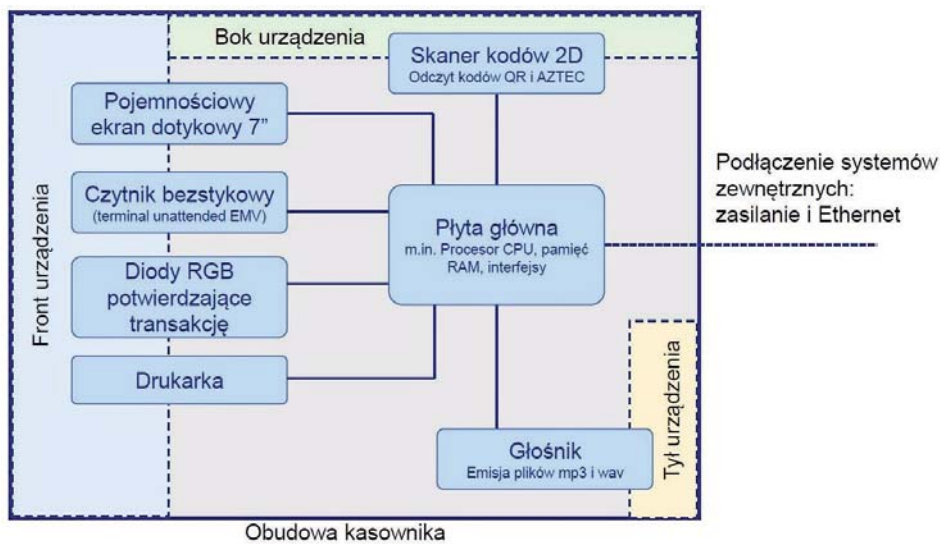 Bok urządzenia
Skaner kodów 2D
Odczyt kodów QR i AZTEC
Pojemnościowy
ekran dotykowy 7”
Czytnik bezstykowy
(terminal unattended EMV)
Diody RGB
potwierdzające
transakcję
Drukarka
Front urządzenia
Płyta główna
m.in. Procesor CPU, pamięć
RAM, interfejsy
Głośnik
Emisja plików mp3 i wav
Tył urządzenia
Podłączenie systemów
zewnętrznych:
zasilanie i Ethernet
Obudowa kasownika